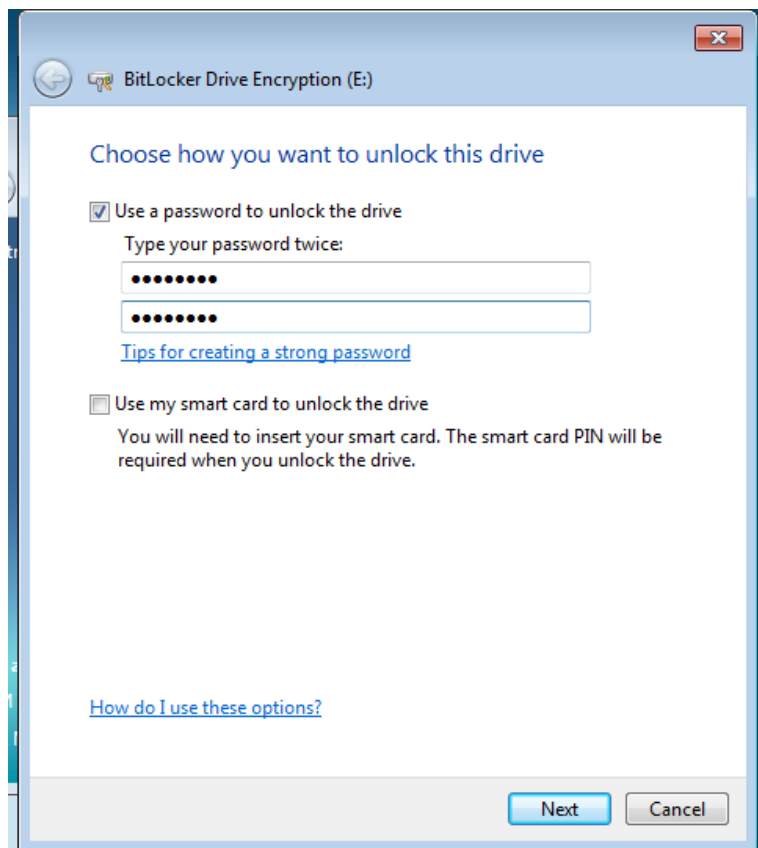 BitLocker Drive Encryption (E:)
Choose how you want to unlock this drive
Use a password to unlock the drive
Type your password twice:
••••••••
••••••••
Tips for creating a strong password
Use my smart card to unlock the drive
You will need to insert your smart card. The smart card PIN will be
required when you unlock the drive.
How do I use these options?
Next
Cancel